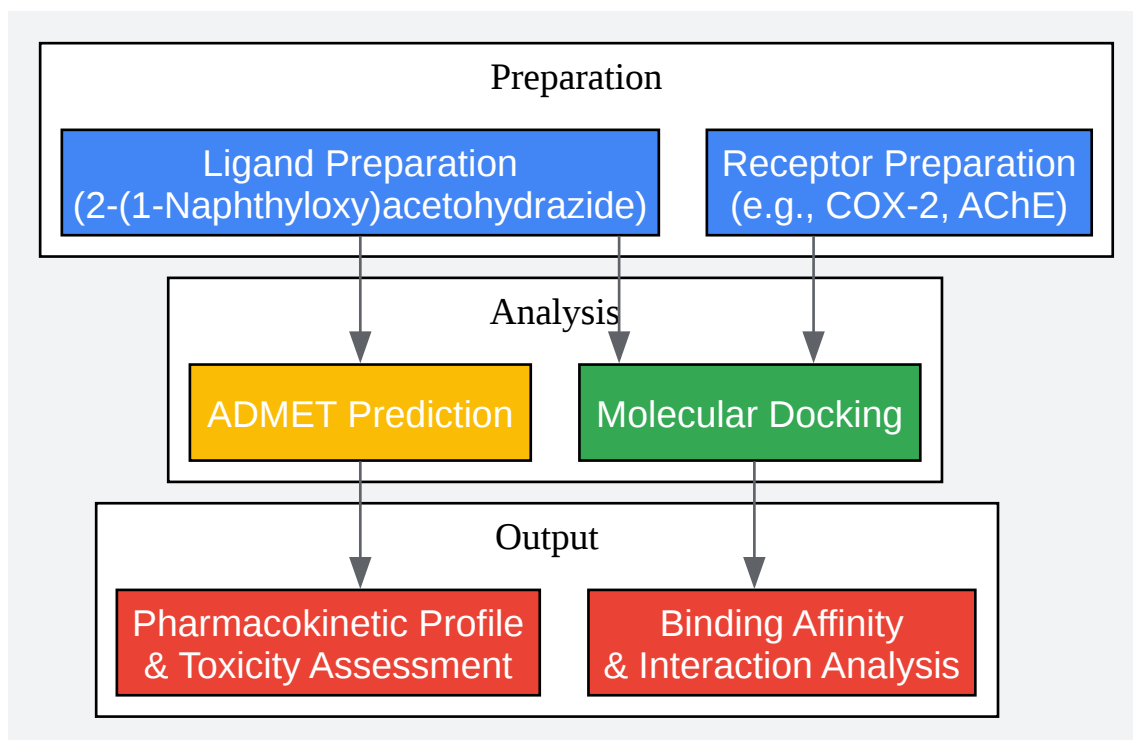 Preparation
Ligand Preparation
(2-(1-Naphthyloxy)acetohydrazide)
Receptor Preparation
(e.g., COX-2, AChE)
Analysis
ADMET Prediction
Molecular Docking
Output
Pharmacokinetic Profile
& Toxicity Assessment
Binding Affinity
& Interaction Analysis